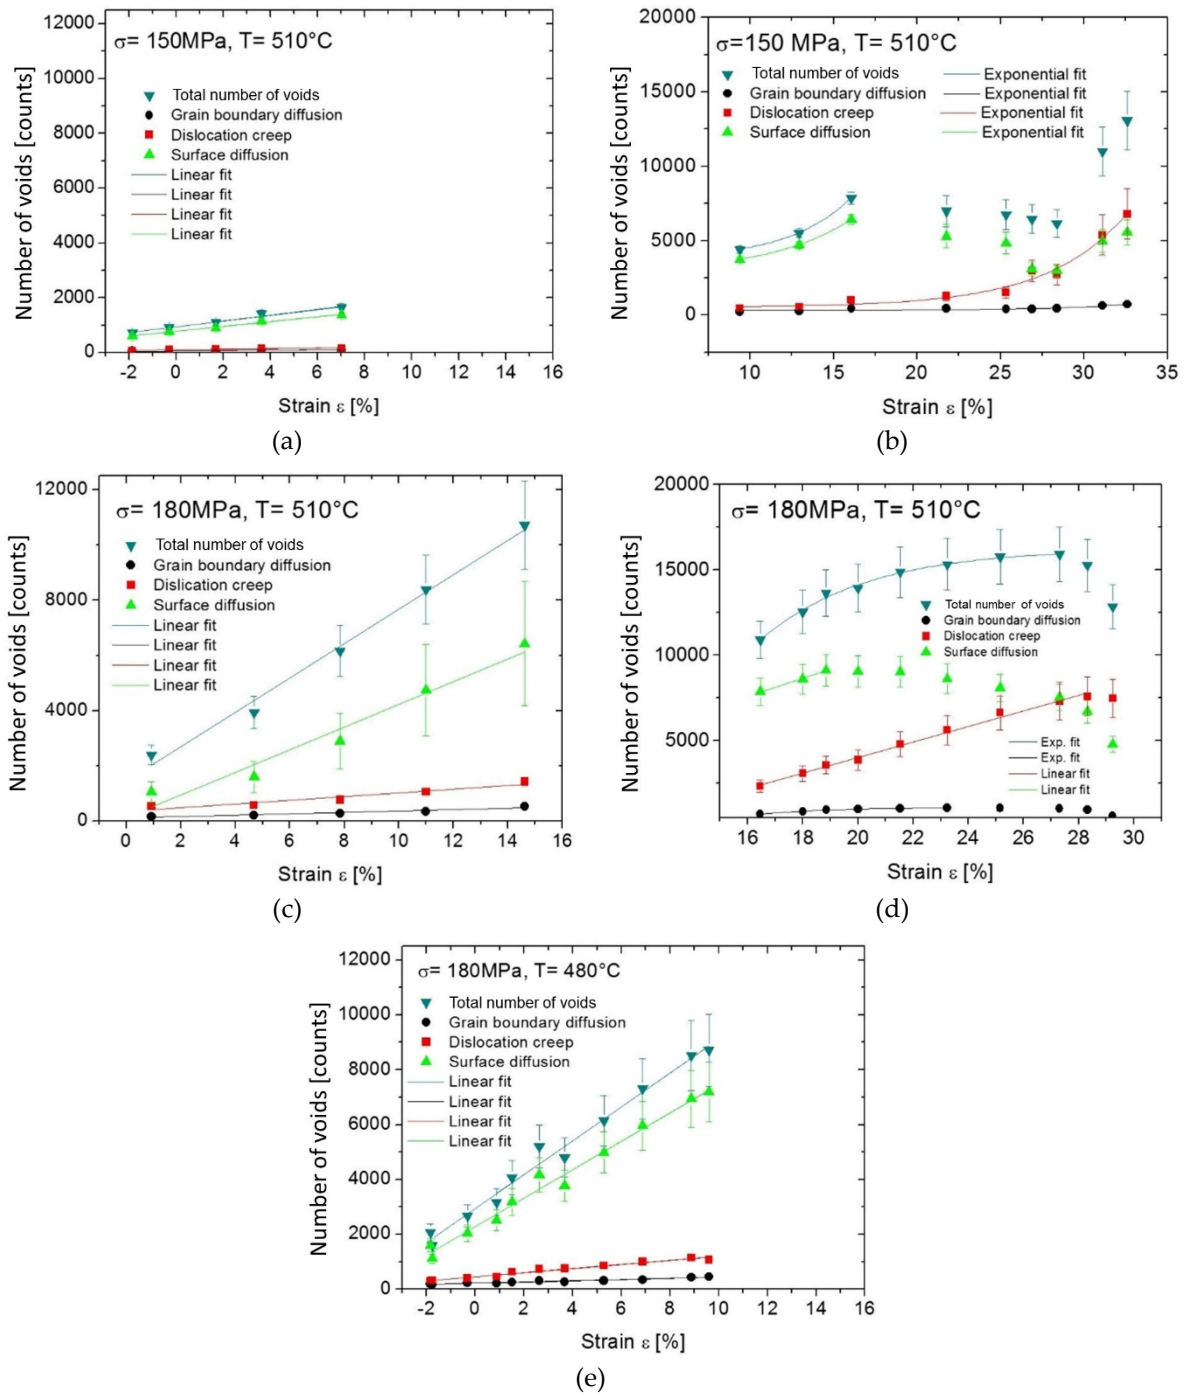 σ= 150MPa, T= 510°C
Number of voids [counts]
12000
10000
8000
6000
4000
2000
0
Total number of voids
Grain boundary diffusion
Dislocation creep
Surface diffusion
Linear fit
Linear fit
Linear fit
Linear fit
-2 0 2 4 6 8 10 12 14 16
Strain ε [%]
(a)
σ=150 MPa, T= 510°C
Number of voids [counts]
20000
15000
10000
5000
0
Total number of voids Exponential fit
Grain boundary diffusion Exponential fit
Dislocation creep Exponential fit
Surface diffusion Exponential fit
10 15 20 25 30 35
Strain ε [%]
(b)
σ= 180MPa, T= 510°C
Number of voids [counts]
12000
8000
4000
0
Total number of voids
Grain boundary diffusion
Dislication creep
Surface diffusion
Linear fit
Linear fit
Linear fit
Linear fit
0 2 4 6 8 10 12 14 16
Strain ε [%]
(c)
σ= 180MPa, T= 510°C
Number of voids [counts]
20000
15000
10000
5000
Total number of voids
Grain boundary diffusion
Dislocation creep
Surface diffusion
Exp. fit
Exp. fit
Linear fit
Linear fit
16 18 20 22 24 26 28 30
Strain ε [%]
(d)
σ= 180MPa, T= 480°C
Number of voids [counts]
12000
10000
8000
6000
4000
2000
0
Total number of voids
Grain boundary diffusion
Dislocation creep
Surface diffusion
Linear fit
Linear fit
Linear fit
Linear fit
-2 0 2 4 6 8 10 12 14 16
Strain ε [%]
(e)